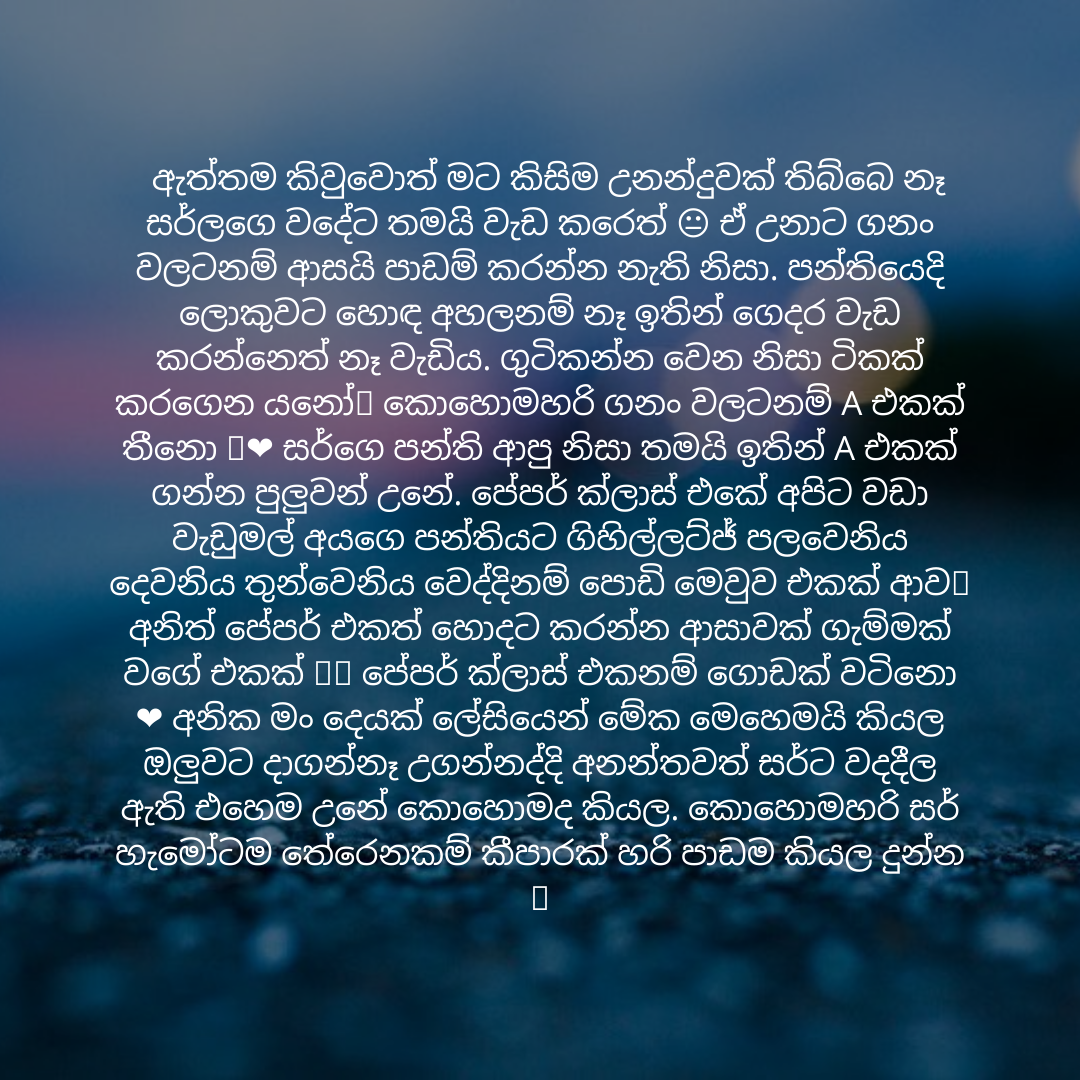 ඇත්තම කිවුවොත් මට කිසිම උනන්දුවක් තිබ්බෙ නෑ
සර්ලගෙ වදේට තමයි වැඩ කරෙත් 😐 ඒ උනාට ගනං
වලටනම් ආසයි පාඩම් කරන්න නැති නිසා. පන්තියෙදි
ලොකුවට හොඳ අහලනම් නෑ ඉතින් ගෙදර වැඩ
කරන්නෙත් නෑ වැඩිය. ගුටිකන්න වෙන නිසා ටිකක්
කරගෙන යනෝ▯ කොහොමහරි ගනං වලටනම් A එකක්
තීනො ▯❤ සර්ගෙ පන්ති ආපු නිසා තමයි ඉතින් A එකක්
ගන්න පුලුවන් උනේ. පේපර් ක්ලාස් එකේ අපිට වඩා
වැඩුමල් අයගෙ පන්තියට ගිහිල්ලට්ජ් පලවෙනිය
දෙවනිය තුන්වෙනිය වෙද්දිනම් පොඩි මෙවුව එකක් ආව▯
අනිත් පේපර් එකත් හොදට කරන්න ආසාවක් ගැම්මක්
වගේ එකක් ▯▯ පේපර් ක්ලාස් එකනම් ගොඩක් වටිනො
❤ අනික මං දෙයක් ලේසියෙන් මේක මෙහෙමයි කියල
ඔලුවට දාගන්නෑ උගන්නද්දි අනන්තවත් සර්ට වදදීල
ඇති එහෙම උනේ කොහොමද කියල. කොහොමහරි සර්
හැමෝටම තේරෙනකම් කීපාරක් හරි පාඩම කියල දුන්න
▯